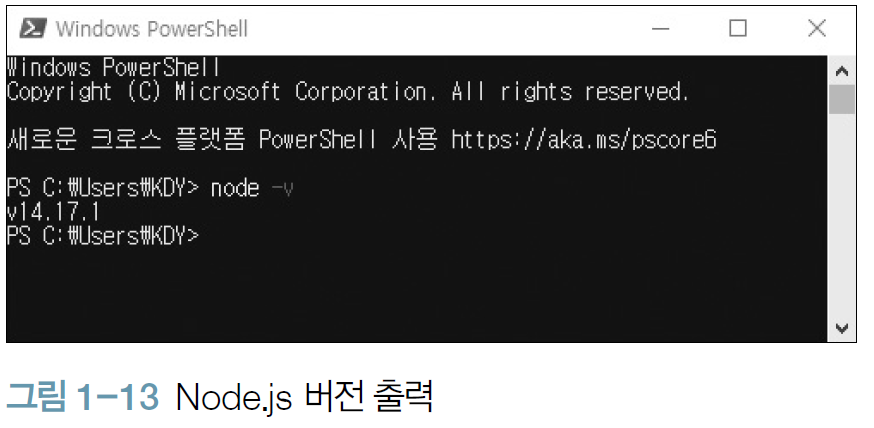 Windows PowerShell
Windows PowerShell
Copyright (C) Microsoft Corporation. All rights reserved.
새로운 크로스 플랫폼 PowerShell 사용 https://aka.ms/pscore6
PS C:₩Users₩KDY> node -v
v14.17.1
PS C:₩Users₩KDY>
그림 1-13 Node.js 버전 출력